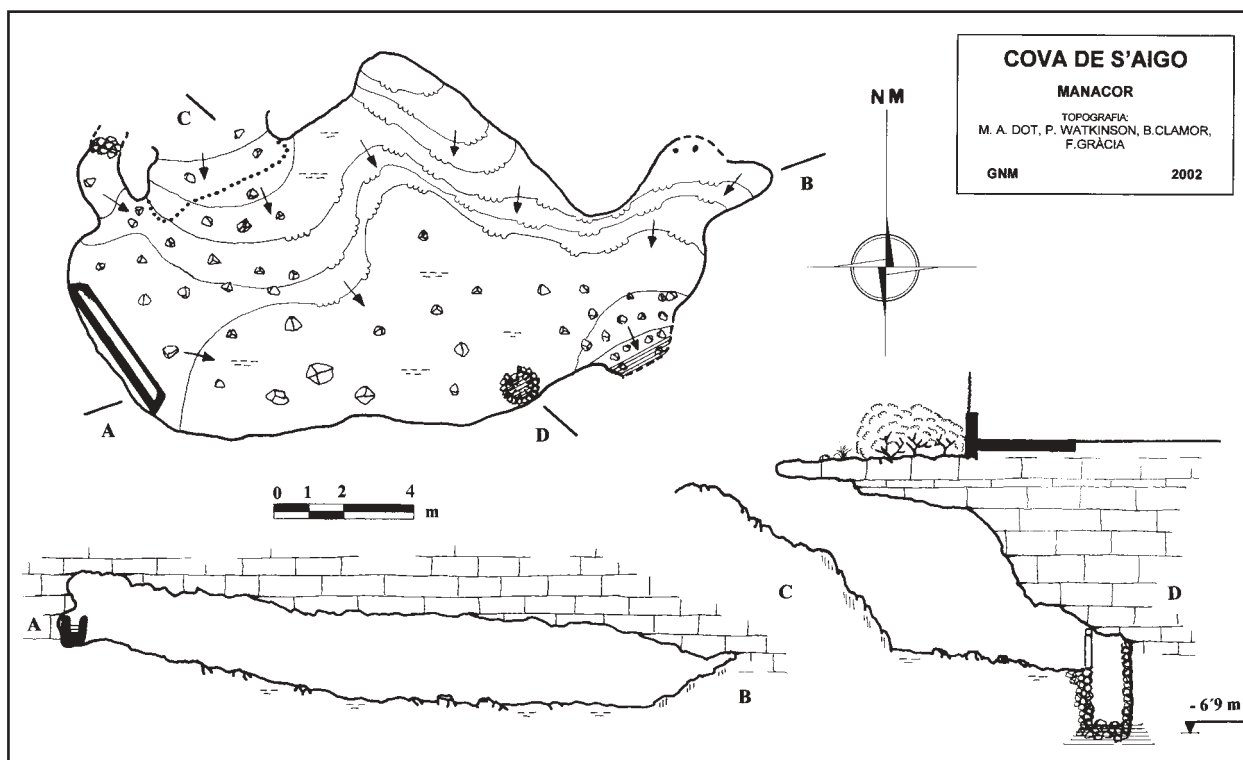 COVA DE S'AIGO
MANACOR
TOPOGRAFIA:
M. A. DOT, P. WATKINSON, B.CLAMOR,
F.GRÀCIA
GNM 2002
NM
C
B
A
D
0 1 2 4
m
A
B
C
D
- 6´9 m